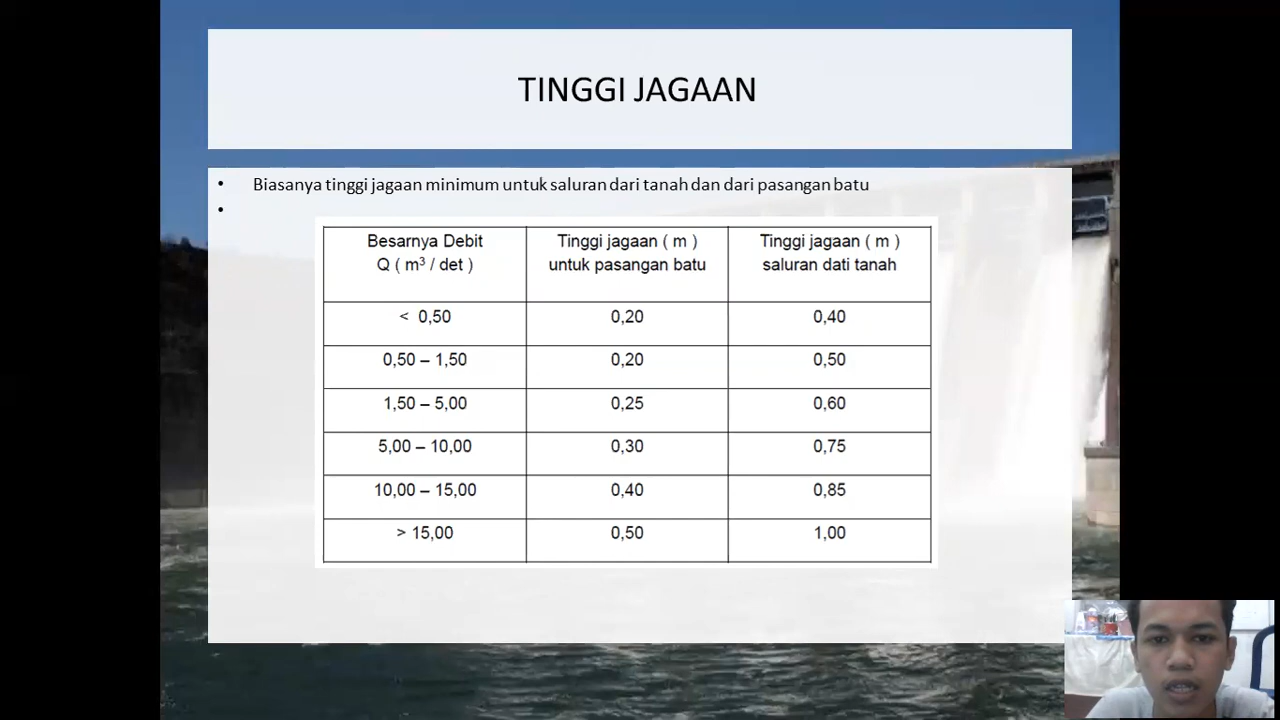 TINGGI JAGAAN
• Biasanya tinggi jagaan minimum untuk saluran dari tanah dan dari pasangan batu
•
Besarnya Debit Q ( m³ / det ) Tinggi jagaan ( m ) untuk pasangan batu Tinggi jagaan ( m ) saluran dati tanah
< 0,50 0,20 0,40
0,50 – 1,50 0,20 0,50
1,50 – 5,00 0,25 0,60
5,00 – 10,00 0,30 0,75
10,00 – 15,00 0,40 0,85
> 15,00 0,50 1,00